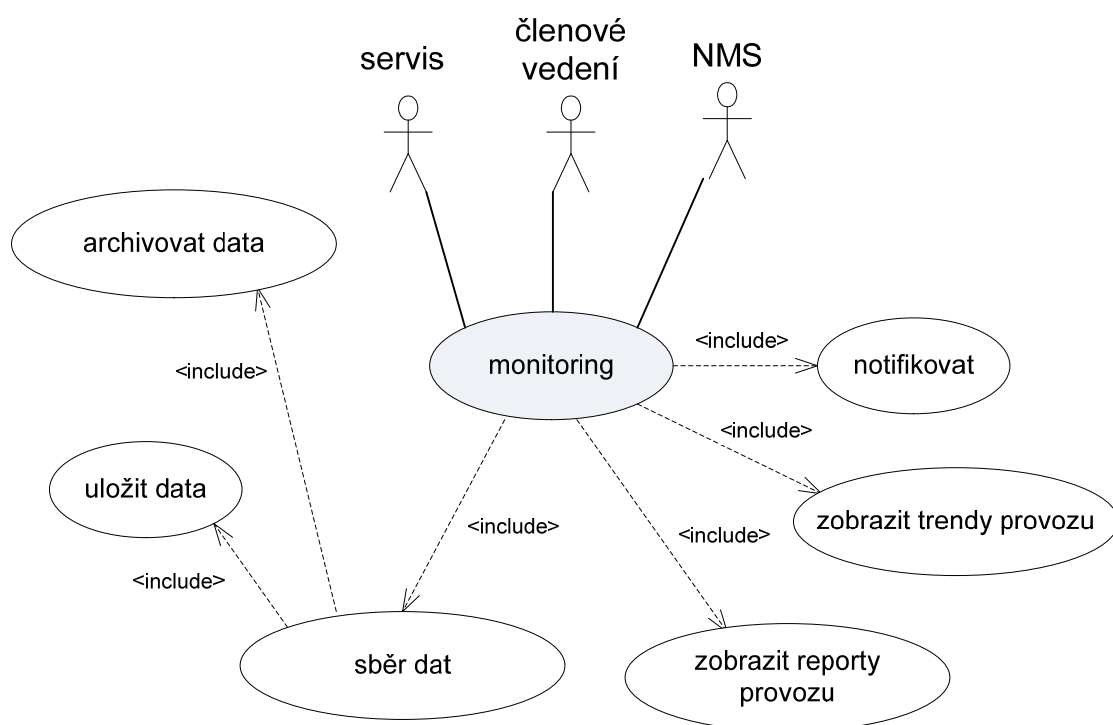 servis
členové
vedení
NMS
archivovat data
<include>
monitoring
<include>
notifikovat
<include>
uložit data
zobrazit trendy provozu
<include>
<include>
<include>
sběr dat
zobrazit reporty
provozu